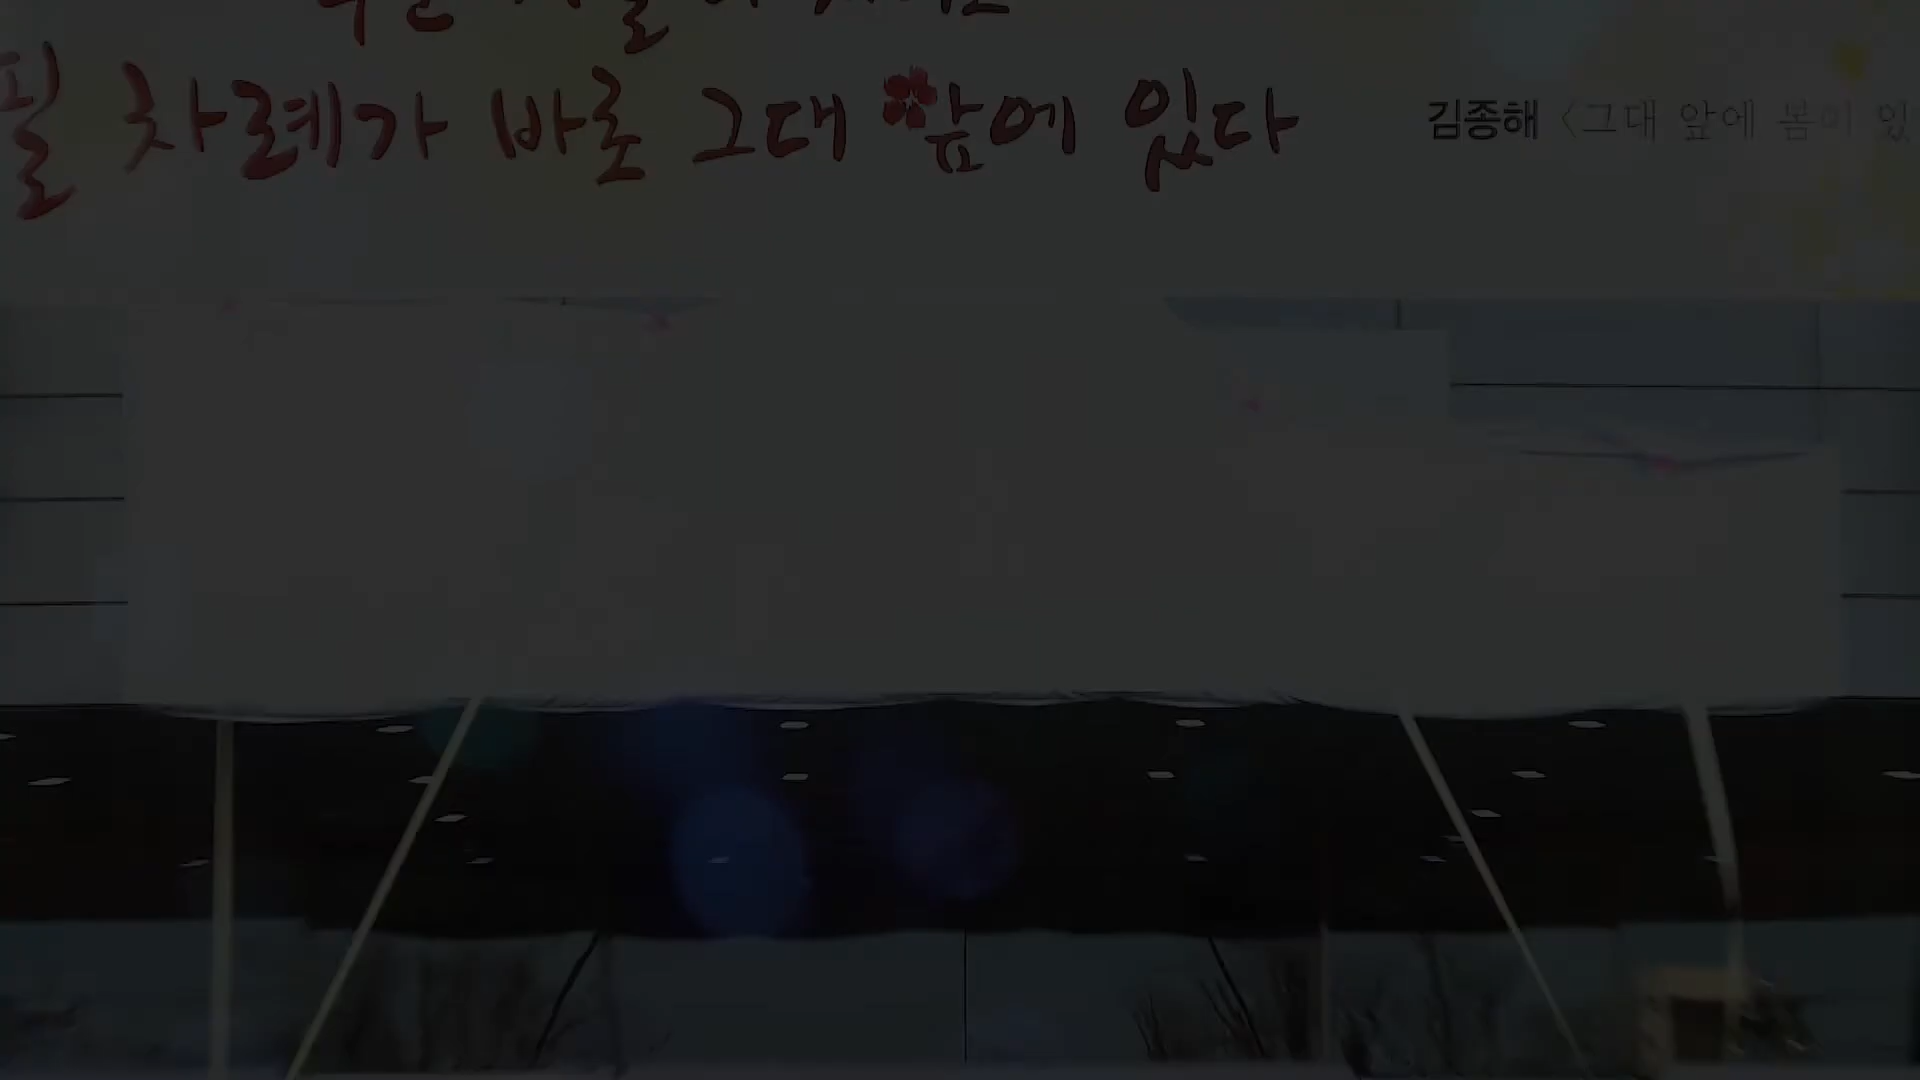 필 차례가 바로 그대 앞에 있다
김종해 <그대 앞에 봄이 있